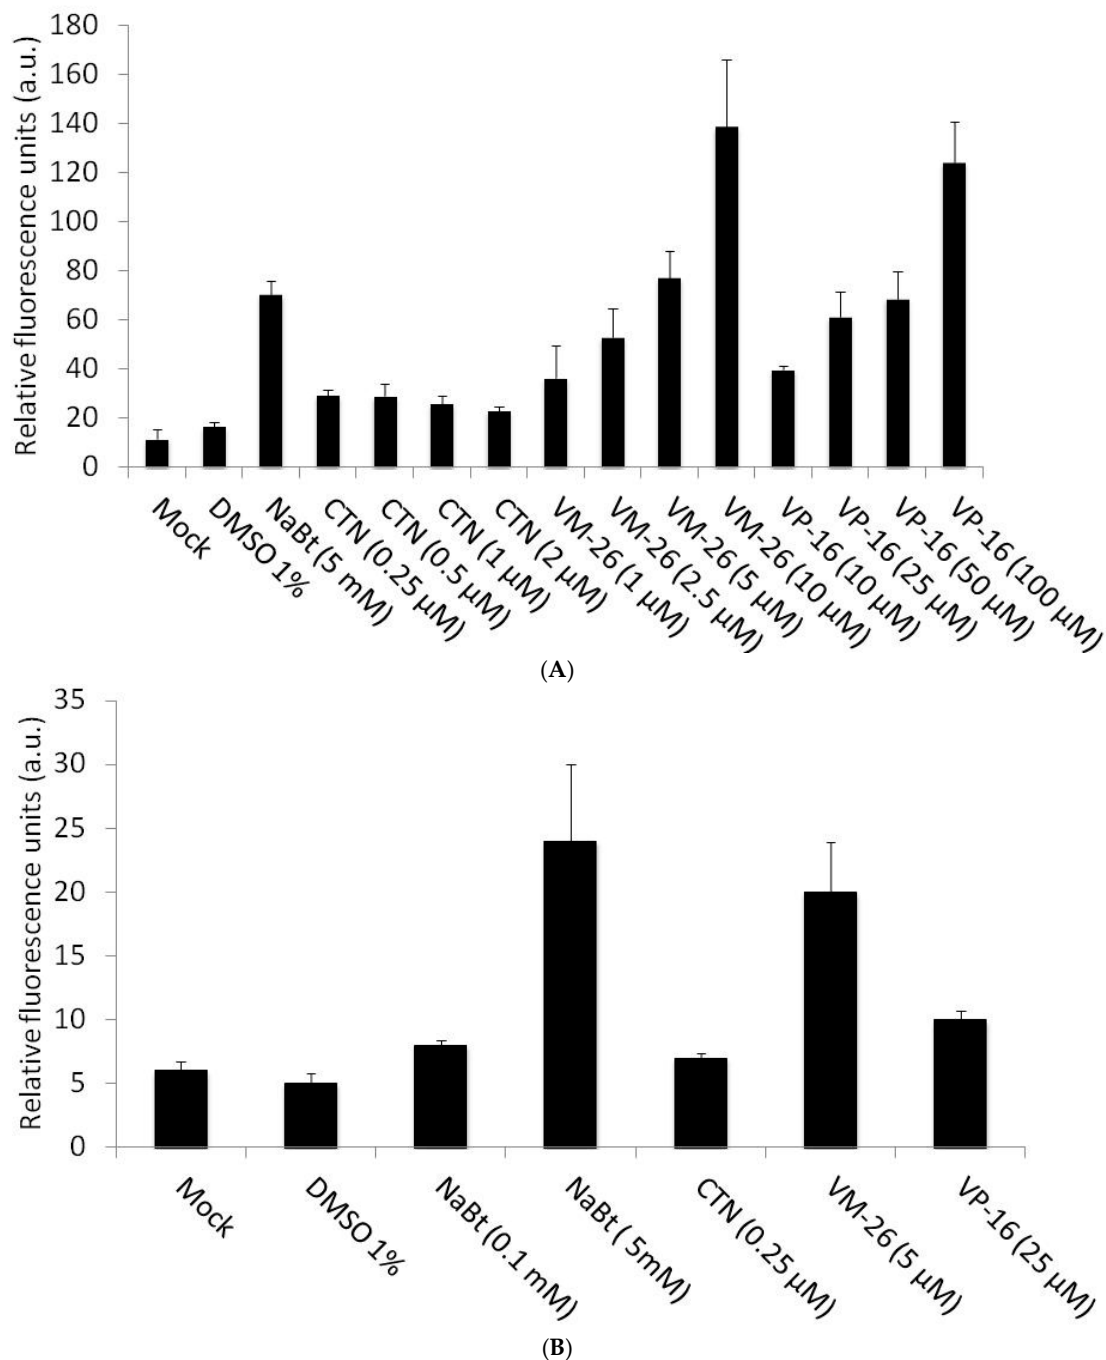 Relative fluorescence units (a.u.)
180
160
140
120
100
80
60
40
20
0
Mock
DMSO 1%
NaBt (5 mM)
CTN (0.25 μM)
CTN (0.5 μM)
CTN (1 μM)
CTN (2 μM)
VM-26 (1 μM)
VM-26 (2.5 μM)
VM-26 (5 μM)
VM-26 (10 μM)
VP-16 (10 μM)
VP-16 (25 μM)
VP-16 (50 μM)
VP-16 (100 μM)
(A)
Relative fluorescence units (a.u.)
35
30
25
20
15
10
5
0
Mock
DMSO 1%
NaBt (0.1 mM)
NaBt ( 5mM)
CTN (0.25 μM)
VM-26 (5 μM)
VP-16 (25 μM)
(B)